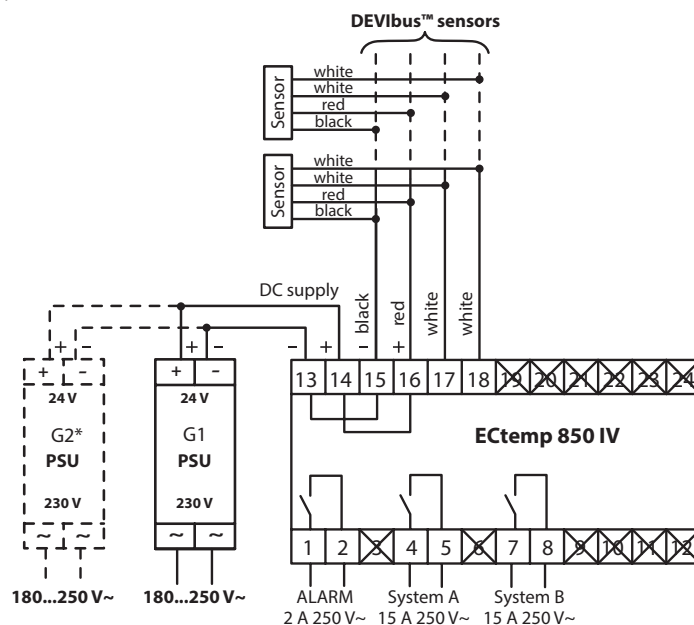 DEVIbus™ sensors
Sensor
white
white
red
black
Sensor
white
white
red
black
DC supply
black
red
white
white
+ −
+ −
− + − +
+ -
24 V
G2*
PSU
230 V
~ ~
+ -
24 V
G1
PSU
230 V
~ ~
13 14 15 16 17 18 19 20 21 22 23 24
ECtemp 850 IV
1 2 3 4 5 6 7 8 9 10 11 12
180...250 V~
180...250 V~
ALARM
2 A 250 V~
System A
15 A 250 V~
System B
15 A 250 V~